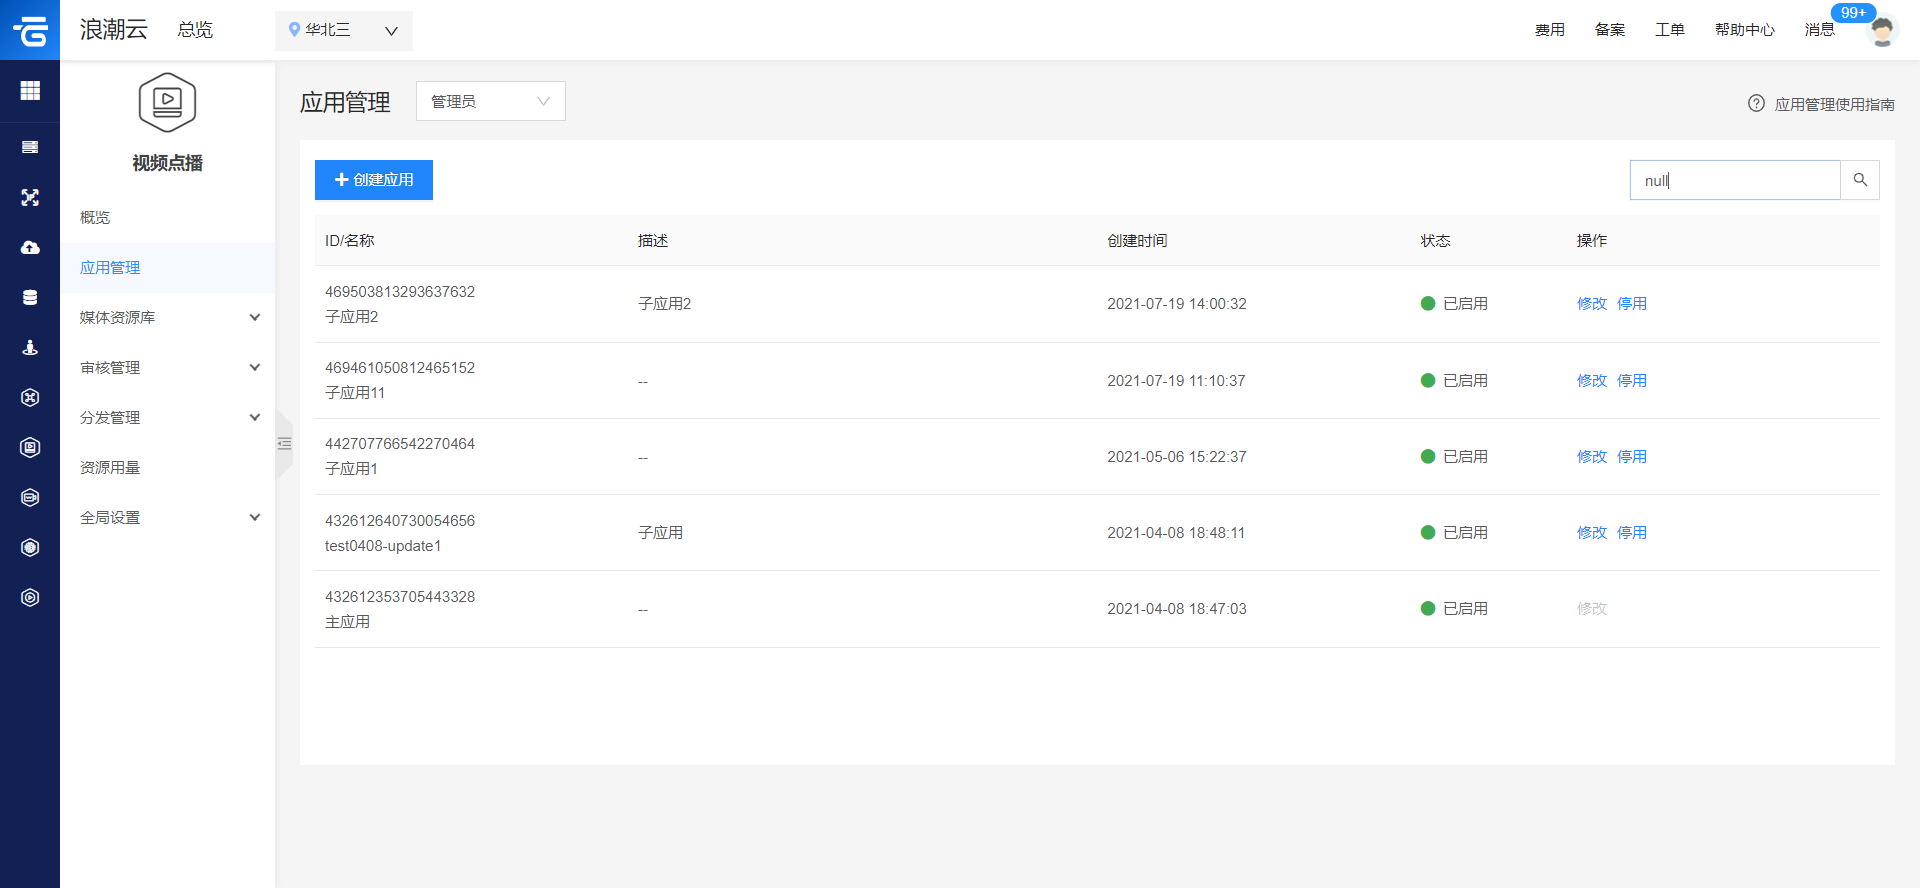 浪潮云
总览
华北三
费用
备案
工单
帮助中心
消息
99+
视频点播
概览
应用管理
媒体资源库
审核管理
分发管理
资源用量
全局设置
应用管理
管理员
应用管理使用指南
创建应用
null
ID/名称 描述 创建时间 状态 操作
469503813293637632
子应用2
子应用2
2021-07-19 14:00:32
已启用
修改 停用
469461050812465152
子应用11
--
2021-07-19 11:10:37
已启用
修改 停用
442707766542270464
子应用1
--
2021-05-06 15:22:37
已启用
修改 停用
432612640730054656
test0408-update1
子应用
2021-04-08 18:48:11
已启用
修改 停用
432612353705443328
主应用
--
2021-04-08 18:47:03
已启用
修改